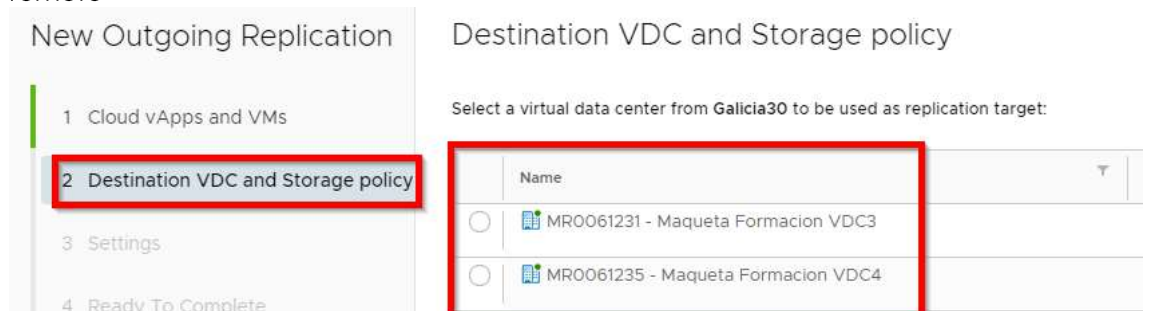 New Outgoing Replication
1 Cloud vApps and VMs
2 Destination VDC and Storage policy
3 Settings
4 Ready To Complete
Destination VDC and Storage policy
Select a virtual data center from Galicia30 to be used as replication target:
Name
MR0061231 - Maqueta Formacion VDC3
MR0061235 - Maqueta Formacion VDC4